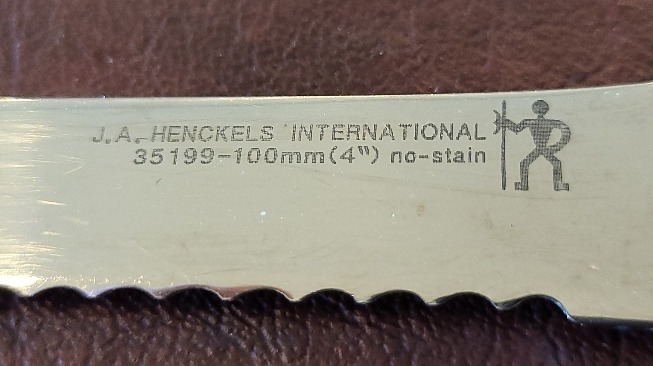 J.A. HENCKELS INTERNATIONAL
35199-100mm(4") no-stain